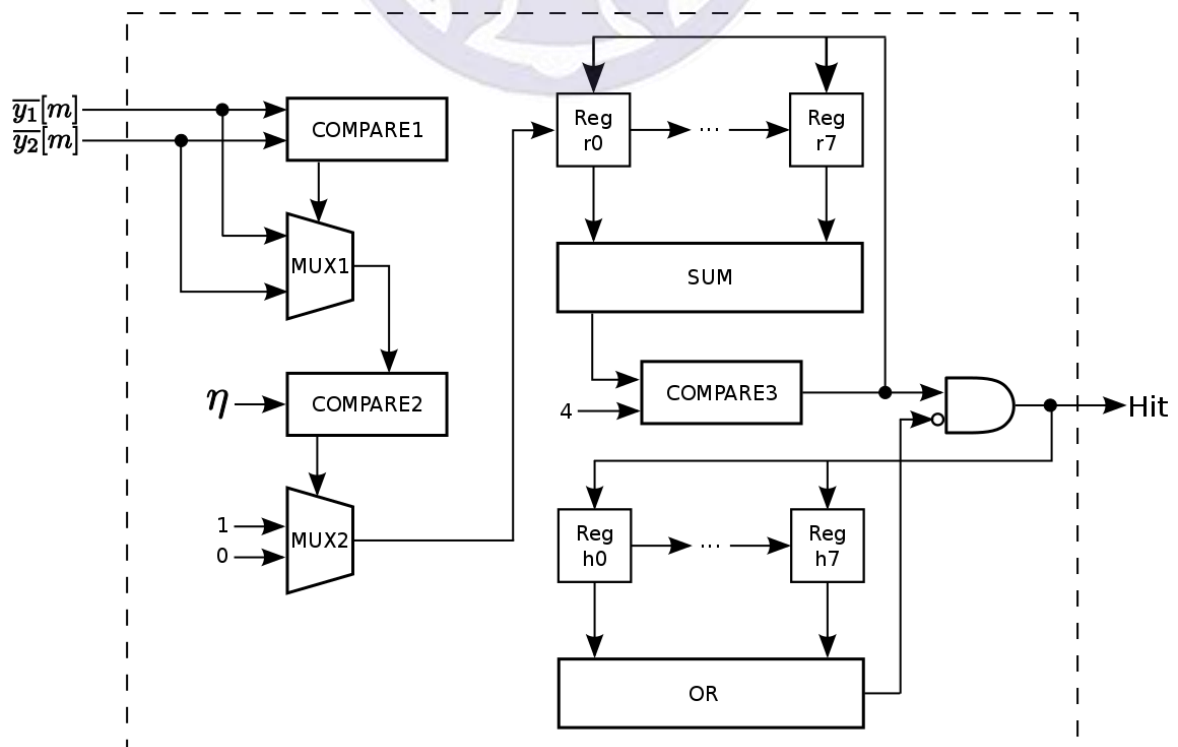 y̅₁[m]
y̅₂[m]
COMPARE1
MUX1
η
COMPARE2
1
0
MUX2
Reg
r0
...
Reg
r7
SUM
4
COMPARE3
Hit
Reg
h0
...
Reg
h7
OR